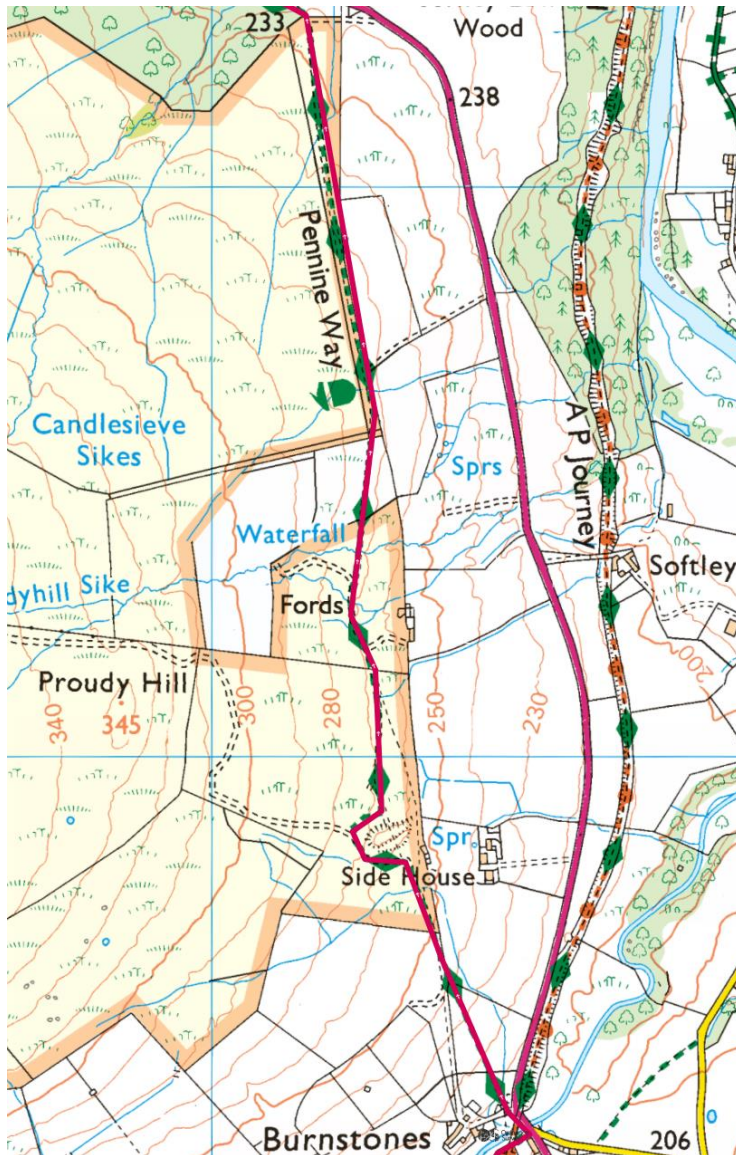 233
Wood
238
Pennine Way
Candlesieve
Sikes
Sprs
A P Journey
Waterfall
Softley
dyhill Sike
Fords
200
Proudy Hill
340
345
300
280
250
230
Spr
Side House
Burnstones
206